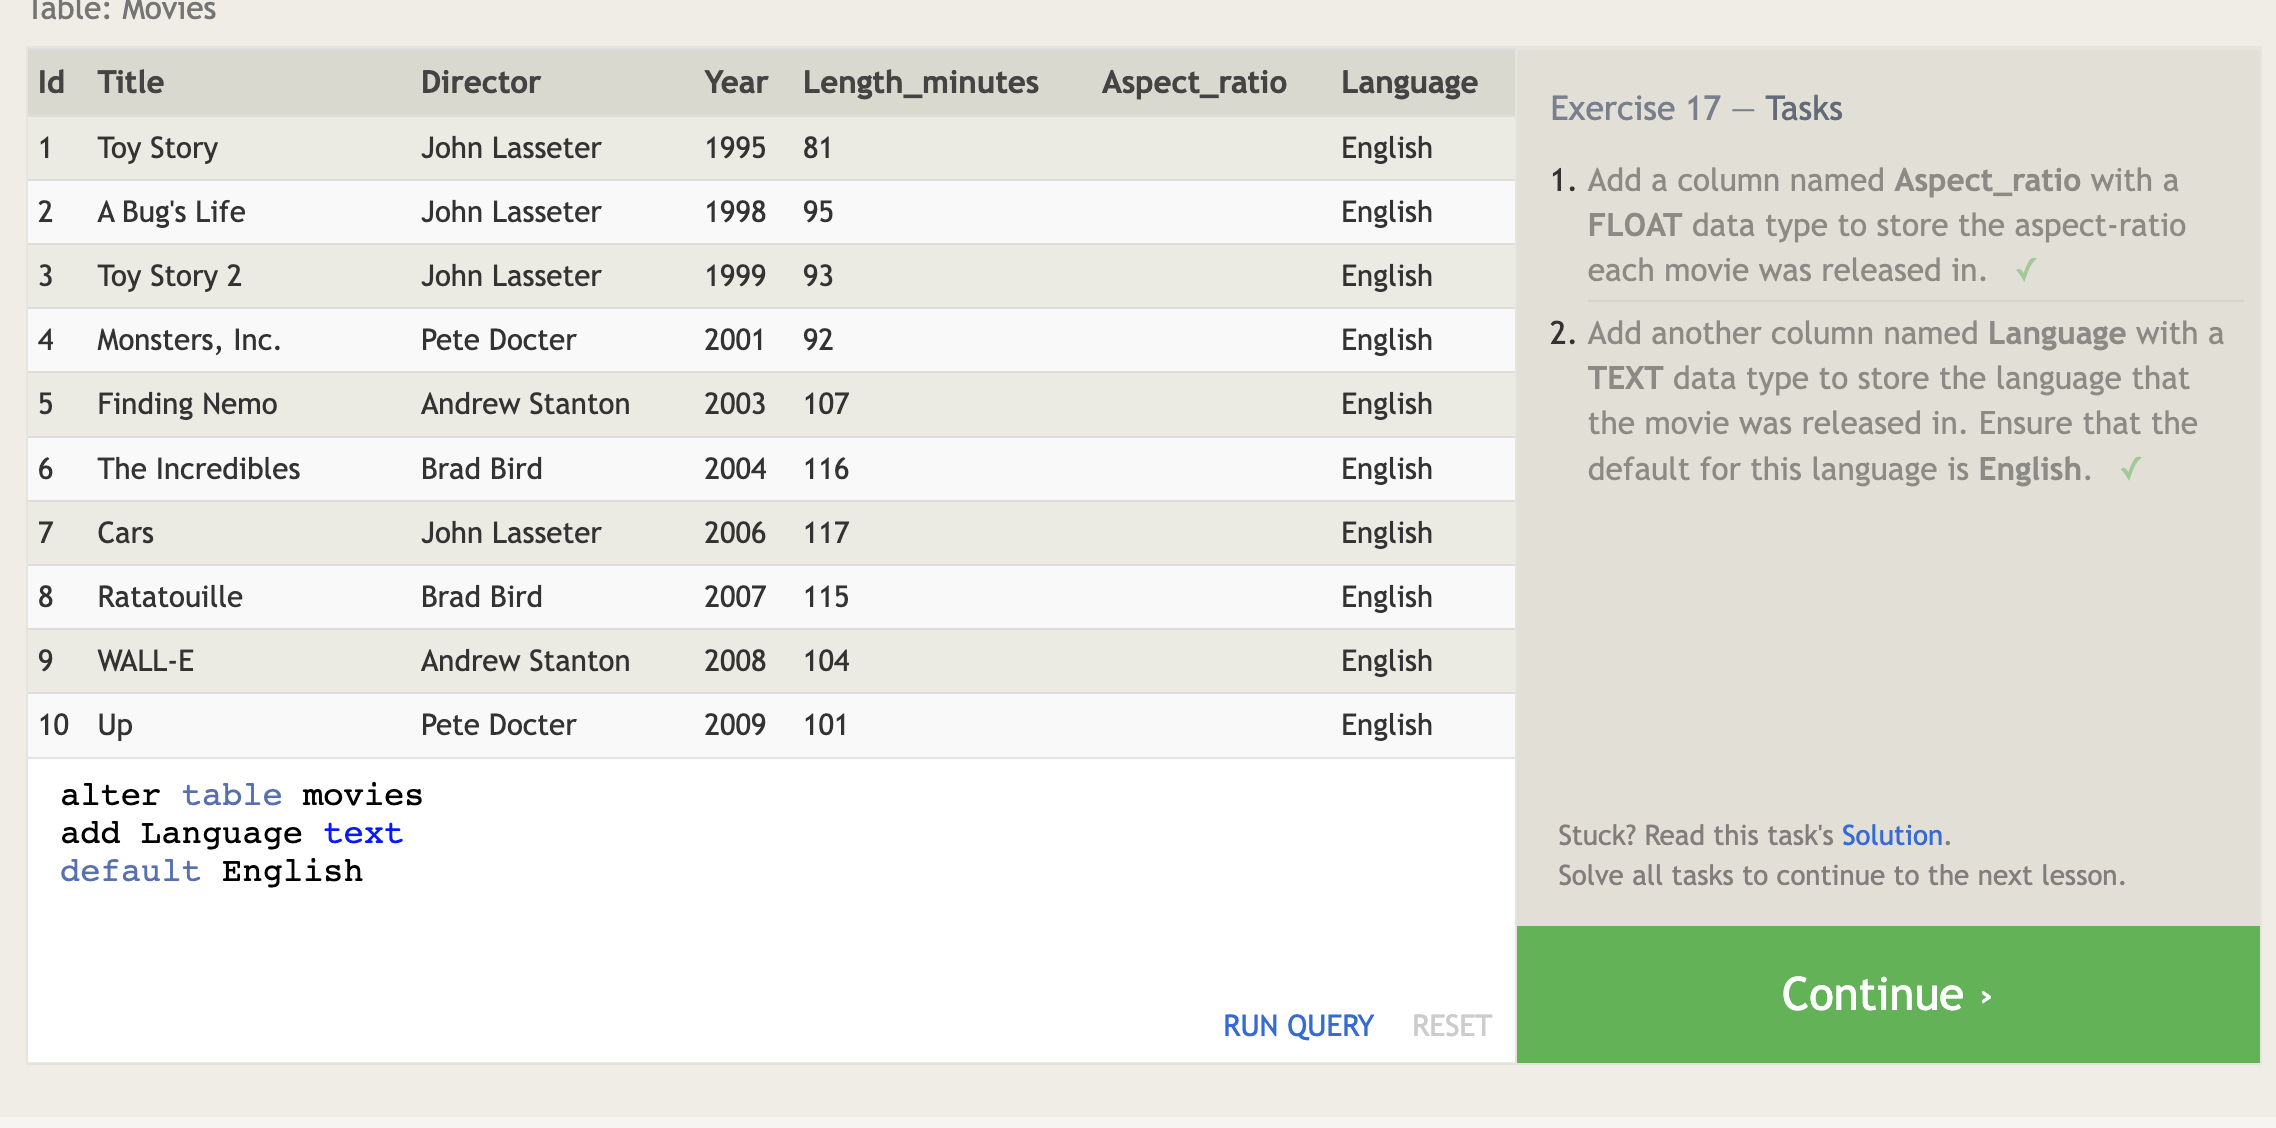 Table: Movies
Id Title Director Year Length_minutes Aspect_ratio Language
1 Toy Story John Lasseter 1995 81 English
2 A Bug's Life John Lasseter 1998 95 English
3 Toy Story 2 John Lasseter 1999 93 English
4 Monsters, Inc. Pete Docter 2001 92 English
5 Finding Nemo Andrew Stanton 2003 107 English
6 The Incredibles Brad Bird 2004 116 English
7 Cars John Lasseter 2006 117 English
8 Ratatouille Brad Bird 2007 115 English
9 WALL-E Andrew Stanton 2008 104 English
10 Up Pete Docter 2009 101 English
alter table movies
add Language text
default English
RUN QUERY RESET
Exercise 17 — Tasks
1. Add a column named Aspect_ratio with a
FLOAT data type to store the aspect-ratio
each movie was released in. ✓
2. Add another column named Language with a
TEXT data type to store the language that
the movie was released in. Ensure that the
default for this language is English. ✓
Stuck? Read this task's Solution.
Solve all tasks to continue to the next lesson.
Continue ›